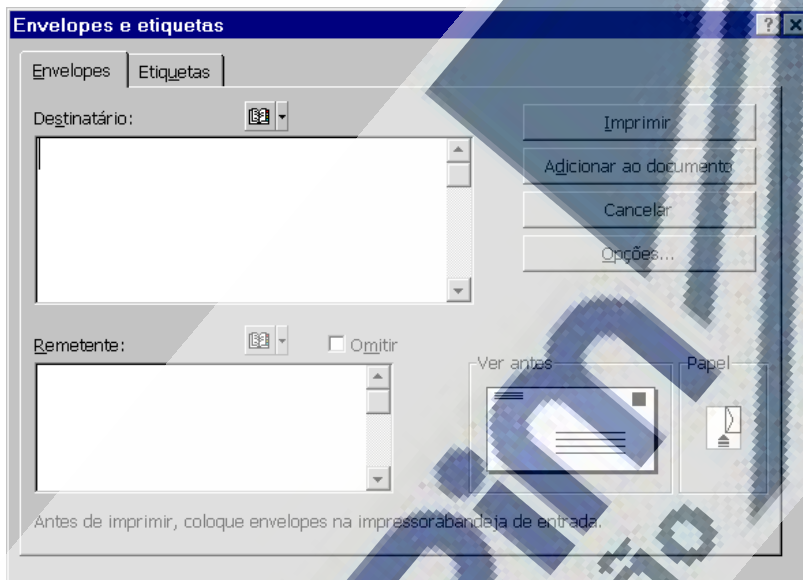 Envelopes e etiquetas
Envelopes Etiquetas
Destinatário:
Imprimir
Adicionar ao documento
Cancelar
Opções...
Remetente:
Omitir
Ver antes
Papel
Antes de imprimir, coloque envelopes na impressorabandeja de entrada.